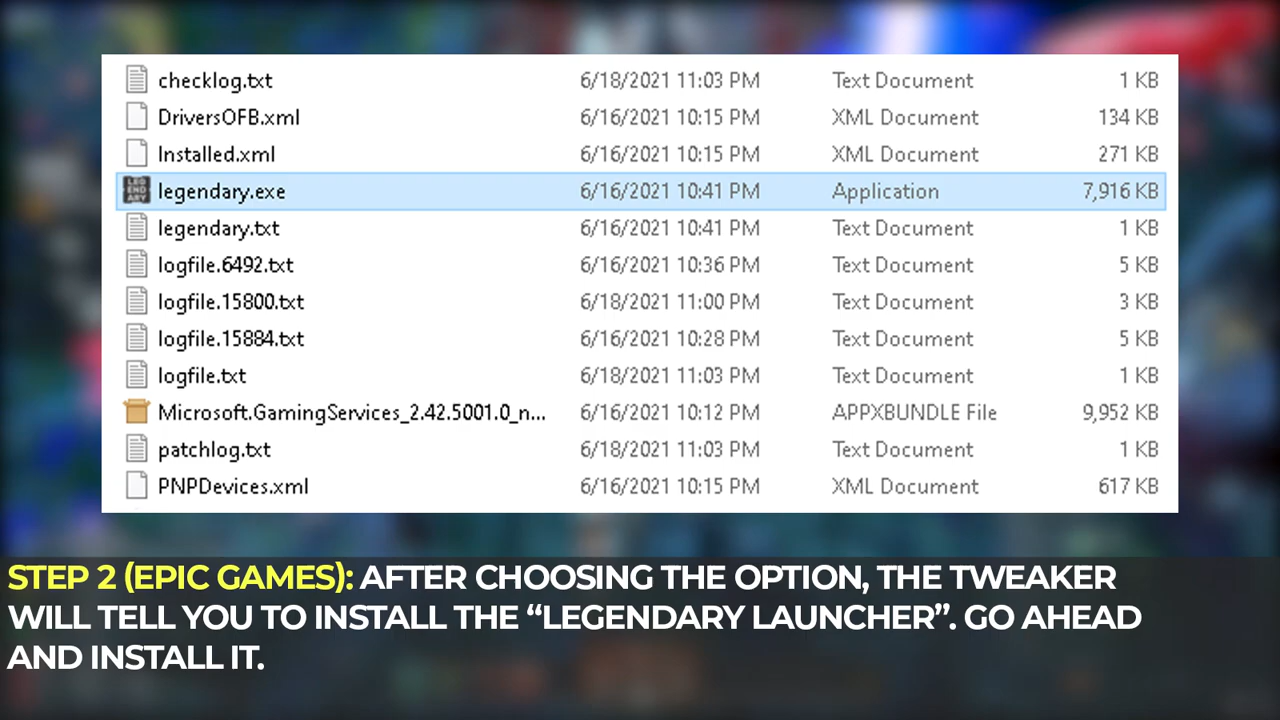 checklog.txt 6/18/2021 11:03 PM Text Document 1 KB
DriversOFB.xml 6/16/2021 10:15 PM XML Document 134 KB
Installed.xml 6/16/2021 10:15 PM XML Document 271 KB
LEGENDARY legendary.exe 6/16/2021 10:41 PM Application 7,916 KB
legendary.txt 6/16/2021 10:41 PM Text Document 1 KB
logfile.6492.txt 6/16/2021 10:36 PM Text Document 5 KB
logfile.15800.txt 6/18/2021 11:00 PM Text Document 3 KB
logfile.15884.txt 6/16/2021 10:28 PM Text Document 5 KB
logfile.txt 6/18/2021 11:03 PM Text Document 1 KB
Microsoft.GamingServices_2.42.5001.0_n... 6/16/2021 10:12 PM APPXBUNDLE File 9,952 KB
patchlog.txt 6/18/2021 11:03 PM Text Document 1 KB
PNPDevices.xml 6/16/2021 10:15 PM XML Document 617 KB
STEP 2 (EPIC GAMES): AFTER CHOOSING THE OPTION, THE TWEAKER
WILL TELL YOU TO INSTALL THE “LEGENDARY LAUNCHER”. GO AHEAD
AND INSTALL IT.